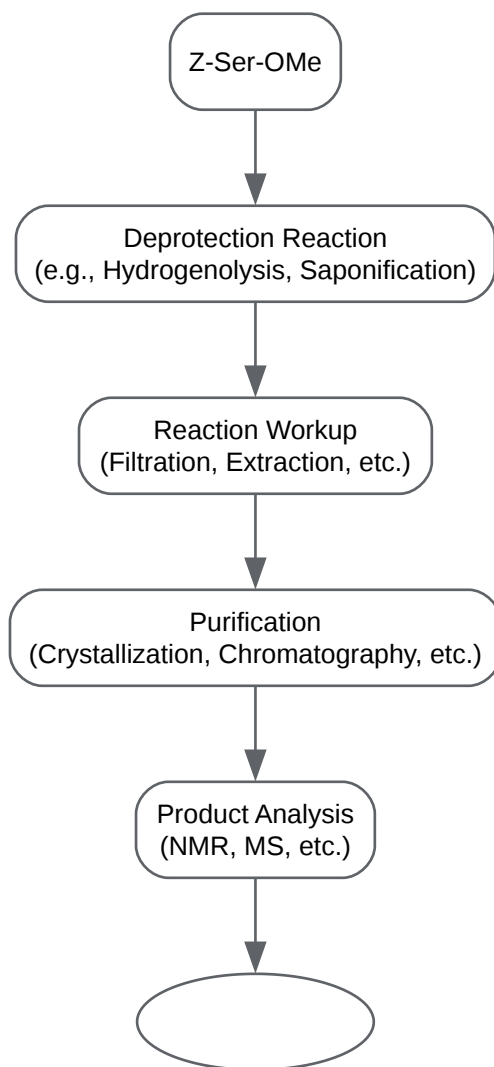 Z-Ser-OMe
Deprotection Reaction
(e.g., Hydrogenolysis, Saponification)
Reaction Workup
(Filtration, Extraction, etc.)
Purification
(Crystallization, Chromatography, etc.)
Product Analysis
(NMR, MS, etc.)